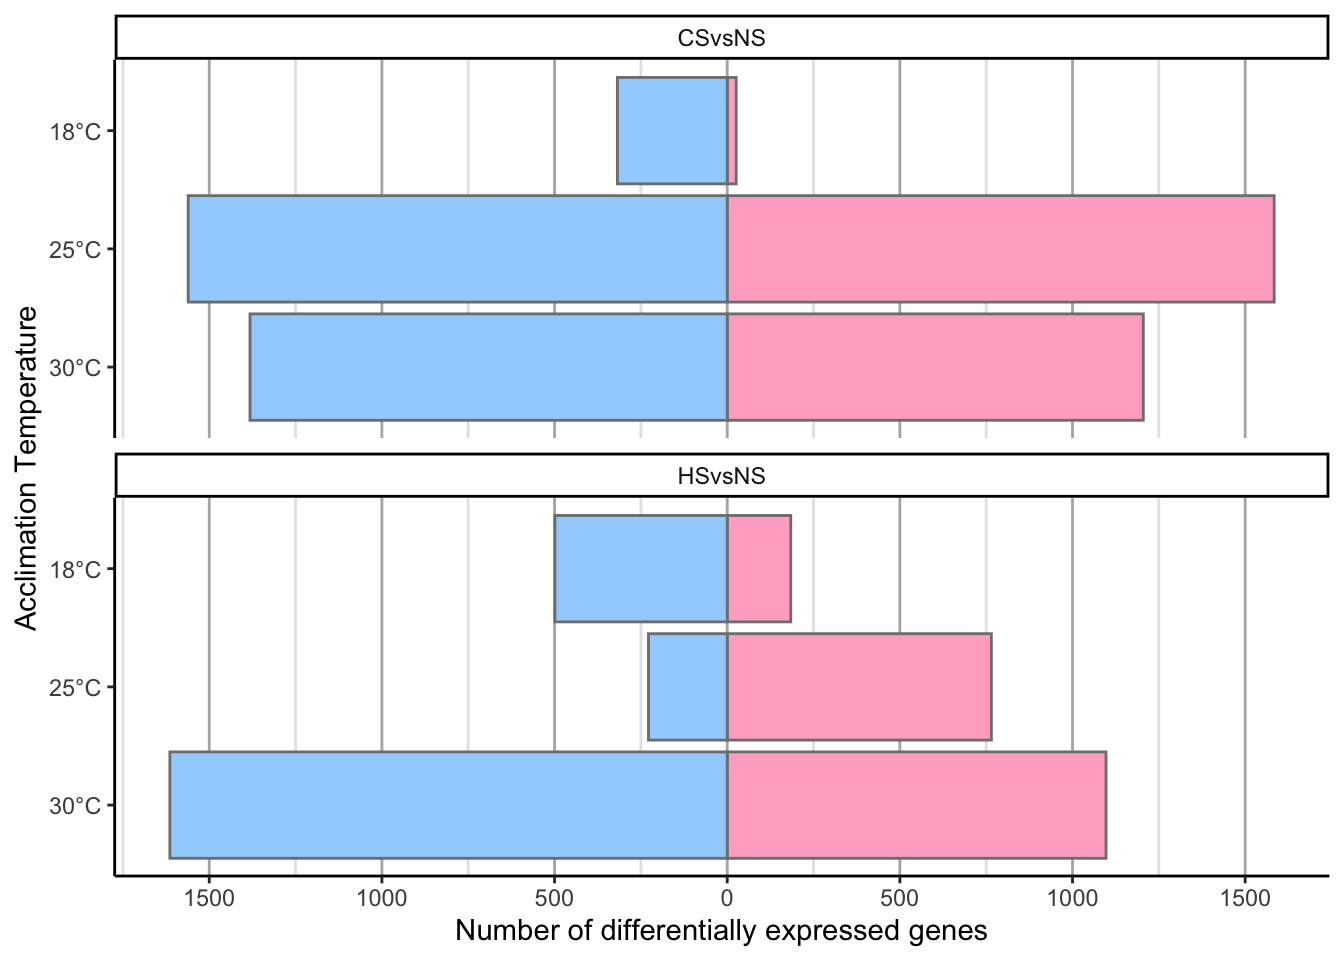 CSvsNS
18°C
25°C
30°C
Acclimation Temperature
HSvsNS
18°C
25°C
30°C
1500 1000 500 0 500 1000 1500
Number of differentially expressed genes